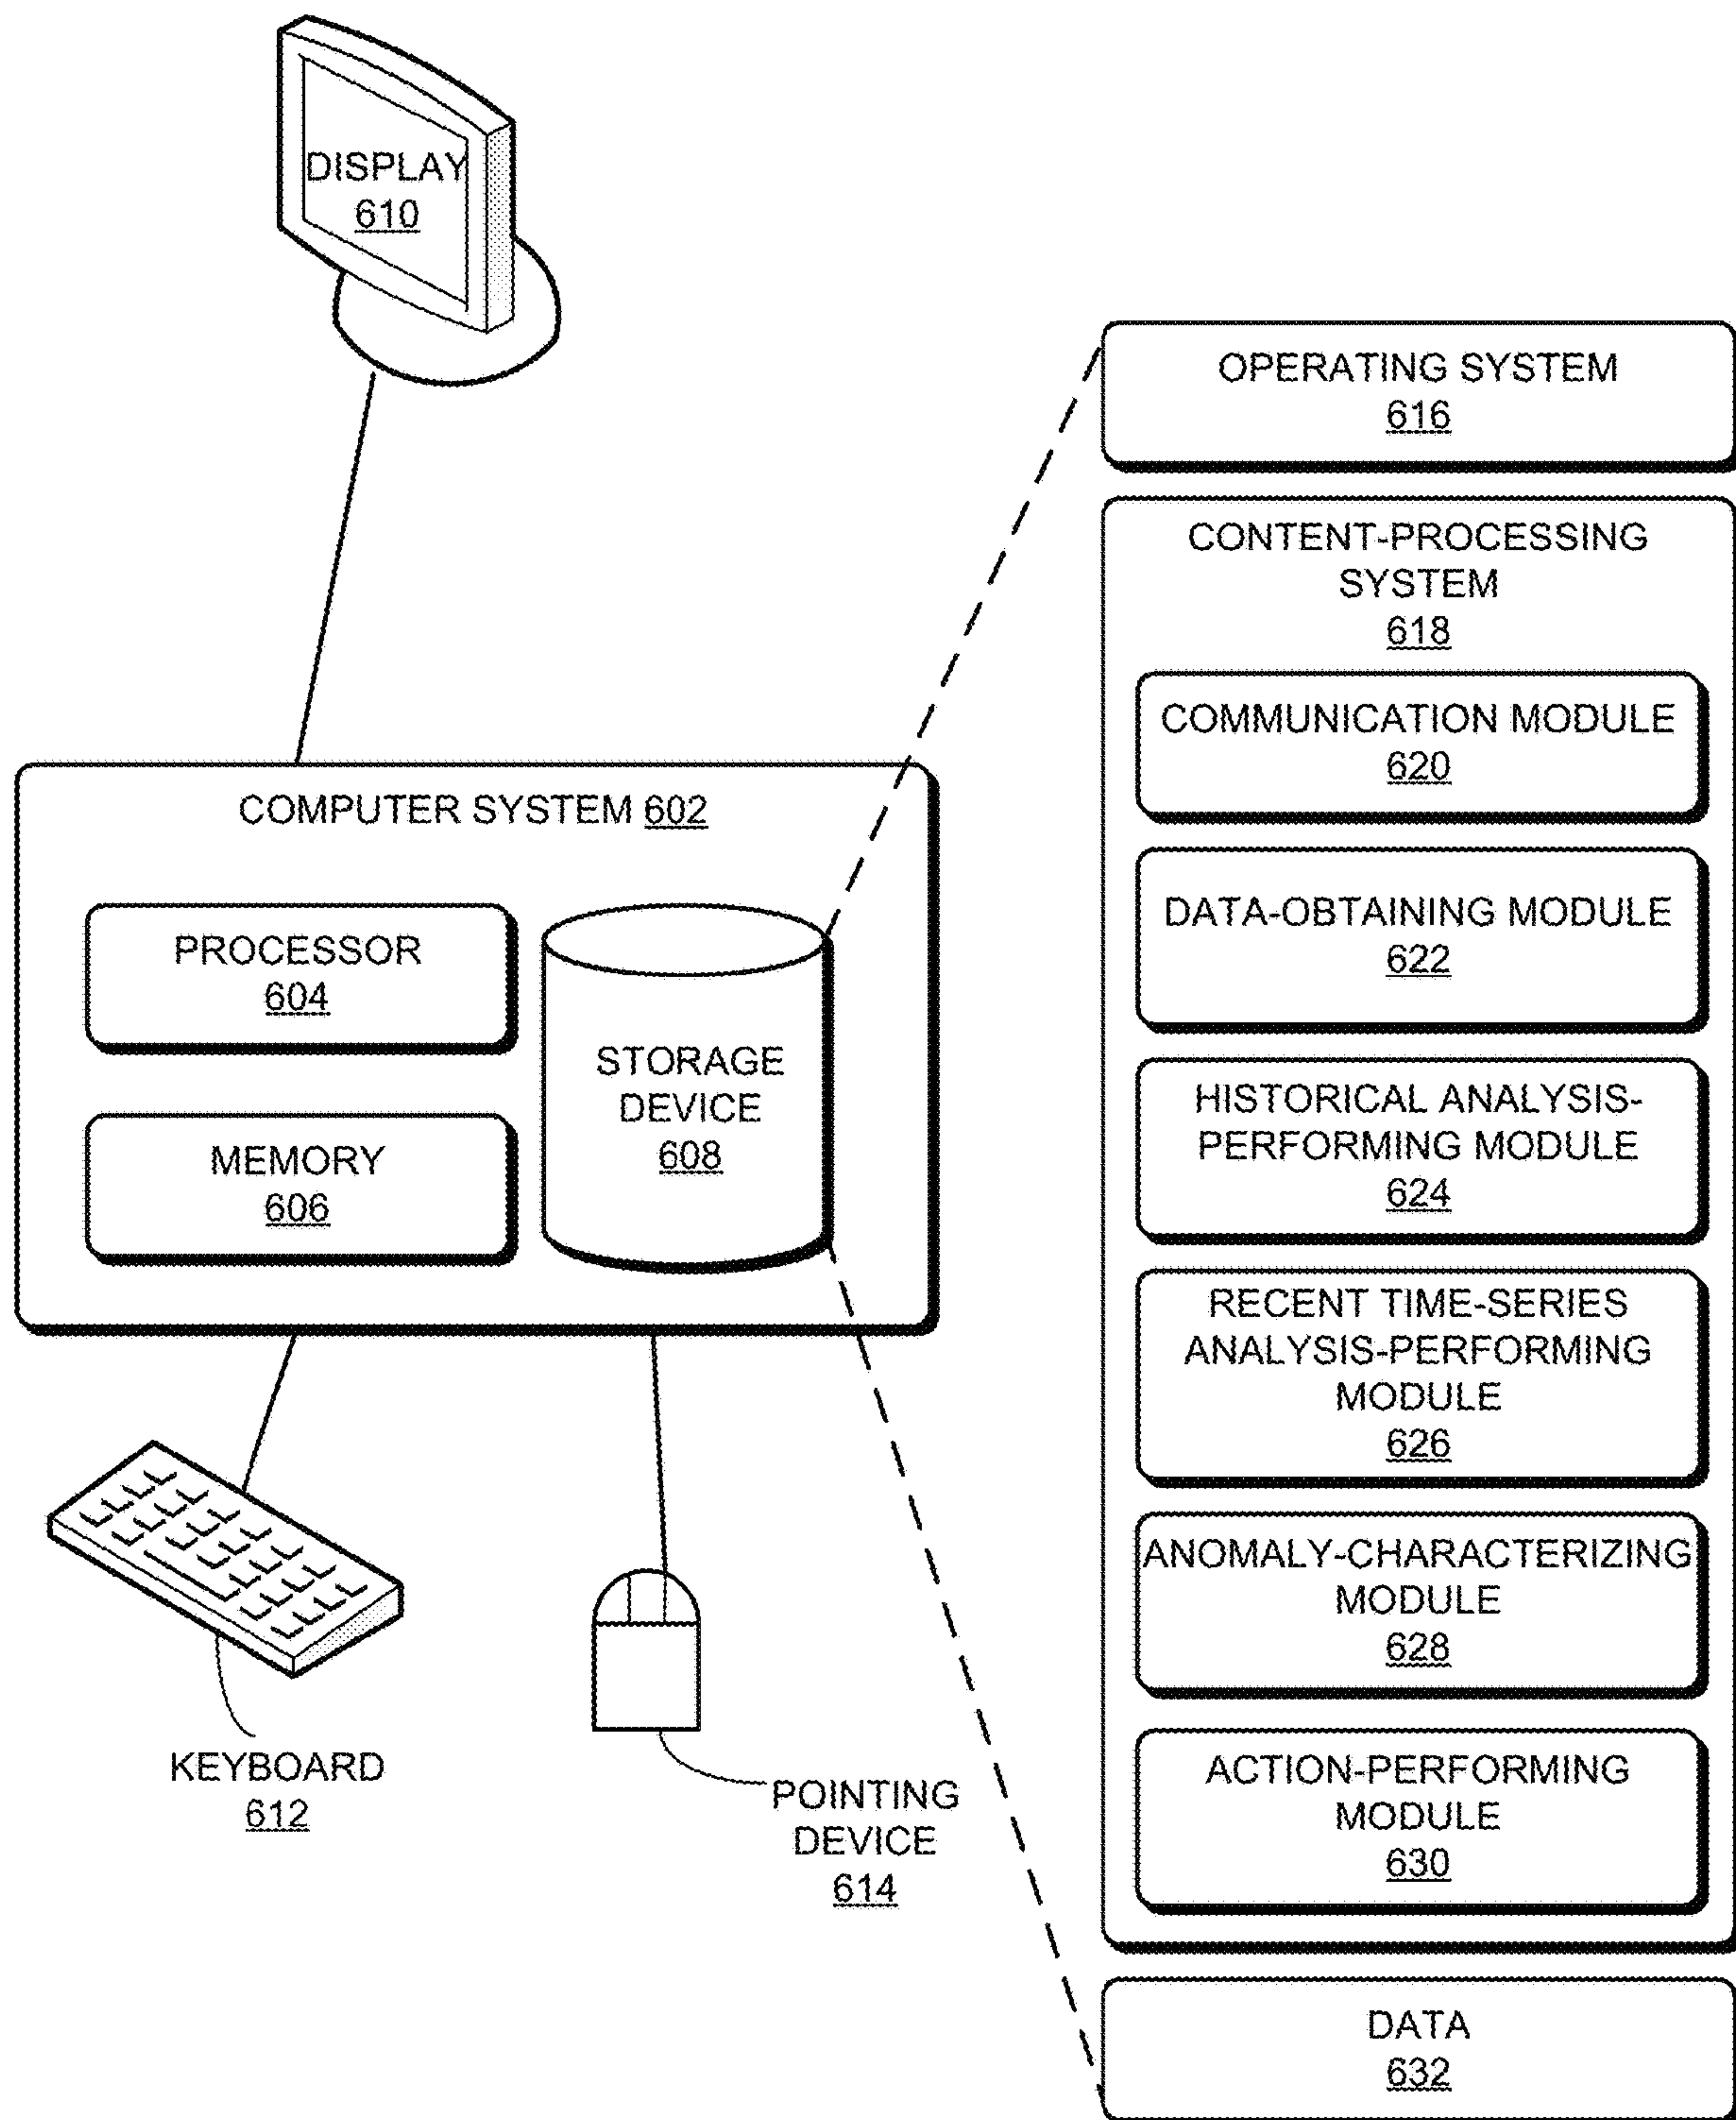 DISPLAY
610
COMPUTER SYSTEM 602
PROCESSOR
604
MEMORY
606
STORAGE
DEVICE
608
KEYBOARD
612
POINTING
DEVICE
614
OPERATING SYSTEM
616
CONTENT-PROCESSING
SYSTEM
618
COMMUNICATION MODULE
620
DATA-OBTAINING MODULE
622
HISTORICAL ANALYSIS-
PERFORMING MODULE
624
RECENT TIME-SERIES
ANALYSIS-PERFORMING
MODULE
626
ANOMALY-CHARACTERIZING
MODULE
628
ACTION-PERFORMING
MODULE
630
DATA
632